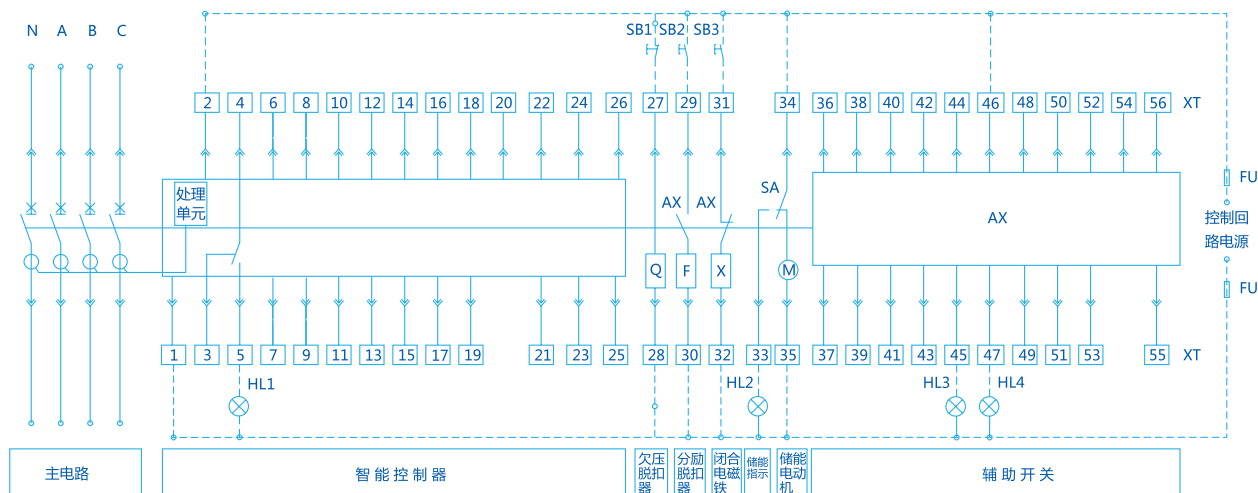 SB1 SB2 SB3
N A B C
2 4 6 8 10 12 14 16 18 20 22 24 26 27 29 31 34 36 38 40 42 44 46 48 50 52 54 56 XT
FU
处理
单元
SA
AX AX
AX
控制回
路电源
Q F X M
FU
1 3 5 7 9 11 13 15 17 19 21 23 25 28 30 32 33 35 37 39 41 43 45 47 49 51 53 55 XT
HL1 HL2 HL3 HL4
主电路
智能控制器
欠压
脱扣
器
分励
脱扣
器
闭合
电磁
铁
储能
指示
储能
电动
机
辅助开关